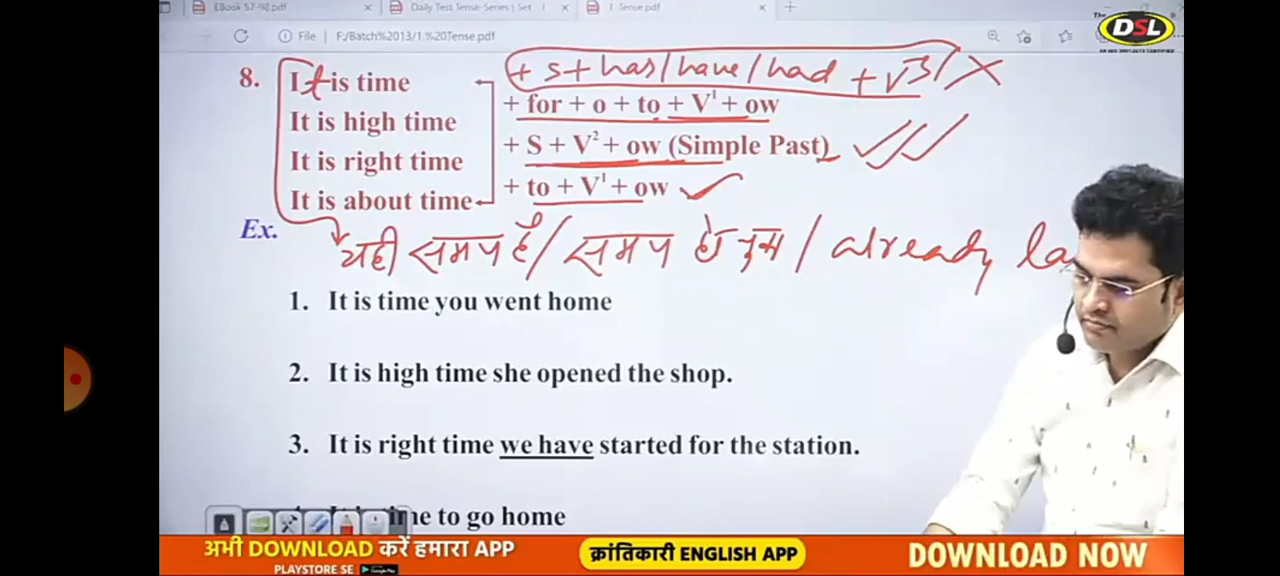 EBook 57-98.pdf
Daily Test Tense-Series | Set
1 Tense.pdf
File F:/Batch%2013/1.%20Tense.pdf
The DSL
+ s + has/have/had + V3/ X
8. It is time
+ for + o + to + V¹ + ow
It is high time
+ S + V² + ow (Simple Past)
It is right time
+ to + V¹ + ow
It is about time
Ex.
यही समय है / समय हो चुका / already la
1. It is time you went home
2. It is high time she opened the shop.
3. It is right time we have started for the station.
me to go home
अभी DOWNLOAD करें हमारा APP
PLAYSTORE SE
क्रांतिकारी ENGLISH APP
DOWNLOAD NOW